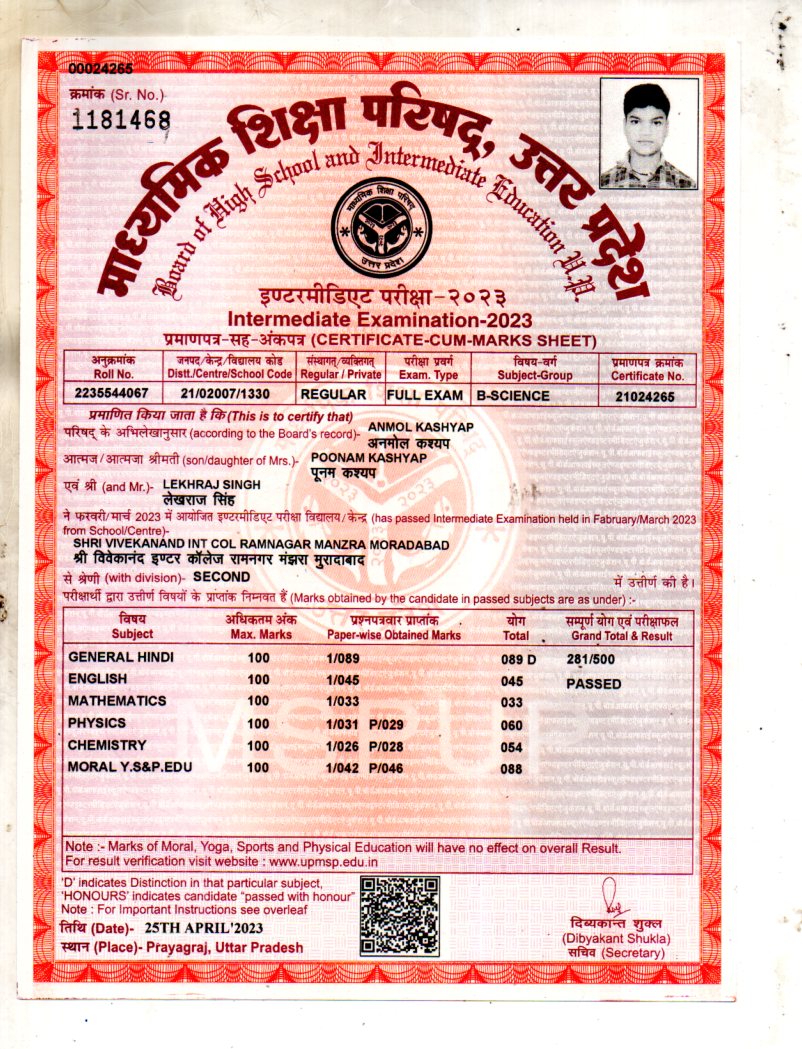 00024265
क्रमांक (Sr. No.)
1181468
माध्यमिक शिक्षा परिषद्, उत्तर प्रदेश
Board of High School and Intermediate Education U.P.
माध्यमिक शिक्षा परिषद
उत्तर प्रदेश
इण्टरमीडिएट परीक्षा-२०२३
Intermediate Examination-2023
प्रमाणपत्र-सह-अंकपत्र (CERTIFICATE-CUM-MARKS SHEET)
अनुक्रमांक जनपद/केन्द्र/विद्यालय कोड संस्थागत/व्यक्तिगत परीक्षा प्रवर्ग विषय-वर्ग प्रमाणपत्र क्रमांक
Roll No. Distt./Centre/School Code Regular / Private Exam. Type Subject-Group Certificate No.
2235544067 21/02007/1330 REGULAR FULL EXAM B-SCIENCE 21024265
प्रमाणित किया जाता है कि (This is to certify that)
परिषद् के अभिलेखानुसार (according to the Board's record)- ANMOL KASHYAP
अनमोल कश्यप
आत्मज/आत्मजा श्रीमती (son/daughter of Mrs.)- POONAM KASHYAP
पूनम कश्यप
एवं श्री (and Mr.)- LEKHRAJ SINGH
लेखराज सिंह
ने फरवरी/मार्च 2023 में आयोजित इण्टरमीडिएट परीक्षा विद्यालय/केन्द्र (has passed Intermediate Examination held in Fabruary/March 2023
from School/Centre)-
SHRI VIVEKANAND INT COL RAMNAGAR MANZRA MORADABAD
श्री विवेकानंद इण्टर कॉलेज रामनगर मंझरा मुरादाबाद
से श्रेणी (with division)- SECOND में उत्तीर्ण की है।
परीक्षार्थी द्वारा उत्तीर्ण विषयों के प्राप्तांक निम्नवत हैं (Marks obtained by the candidate in passed subjects are as under) :-
विषय अधिकतम अंक प्रश्नपत्रवार प्राप्तांक योग सम्पूर्ण योग एवं परीक्षाफल
Subject Max. Marks Paper-wise Obtained Marks Total Grand Total & Result
GENERAL HINDI 100 1/089 089 D 281/500
ENGLISH 100 1/045 045 PASSED
MATHEMATICS 100 1/033 033
PHYSICS 100 1/031 P/029 060
CHEMISTRY 100 1/026 P/028 054
MORAL Y.S&P.EDU 100 1/042 P/046 088
MSPUP
Note :- Marks of Moral, Yoga, Sports and Physical Education will have no effect on overall Result.
For result verification visit website : www.upmsp.edu.in
'D' indicates Distinction in that particular subject,
'HONOURS' indicates candidate "passed with honour"
Note : For Important Instructions see overleaf
तिथि (Date)- 25TH APRIL'2023
स्थान (Place)- Prayagraj, Uttar Pradesh
दिब्यकान्त शुक्ल
(Dibyakant Shukla)
सचिव (Secretary)